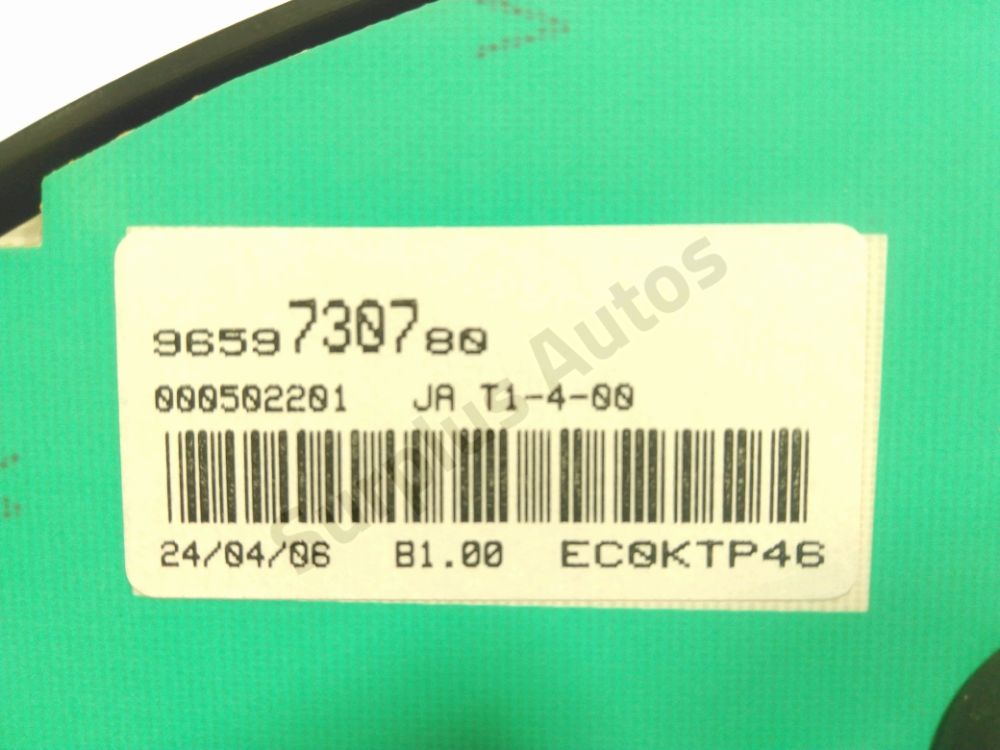 9659730780
000502201 JA T1-4-00
24/04/06 B1.00 EC0KTP46
Surplus Autos